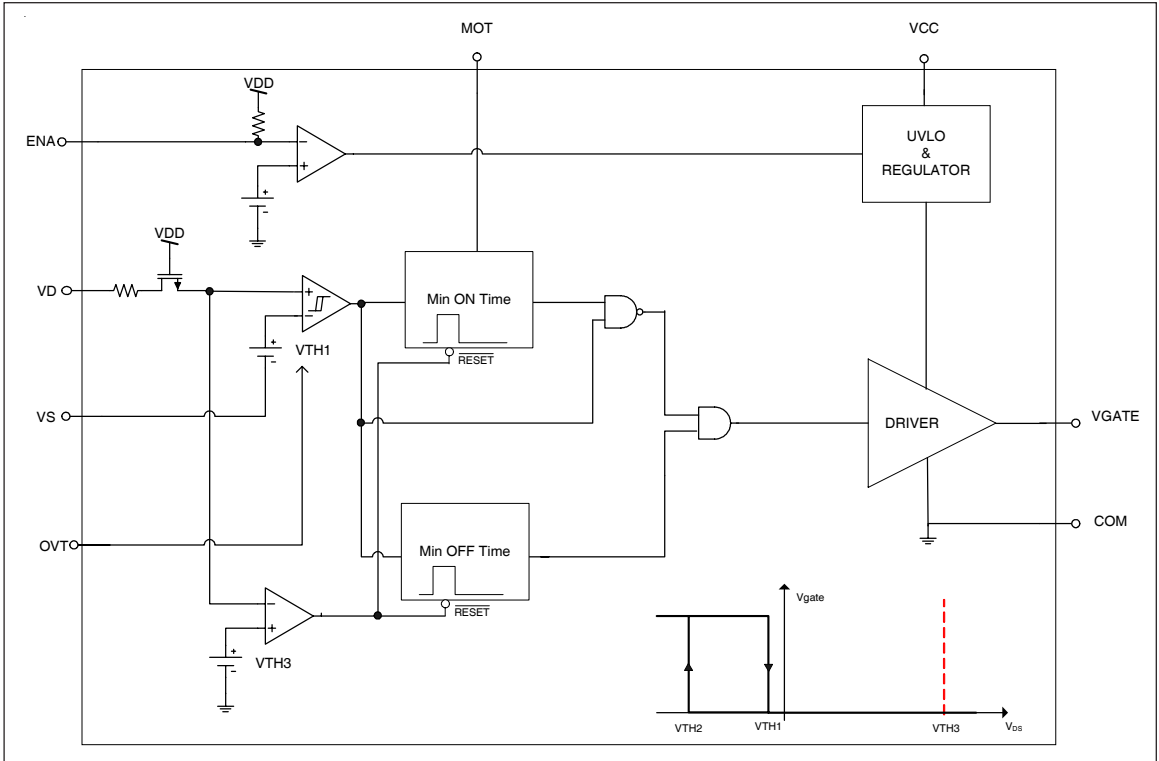 MOT
VCC
VDD
ENA
−
+
+
−
UVLO
&
REGULATOR
VDD
VD
+
−
+
−
VTH1
Min ON Time
RESET
VS
DRIVER
VGATE
COM
OVT
Min OFF Time
RESET
−
+
+
−
VTH3
Vgate
VTH2
VTH1
VTH3
VDS